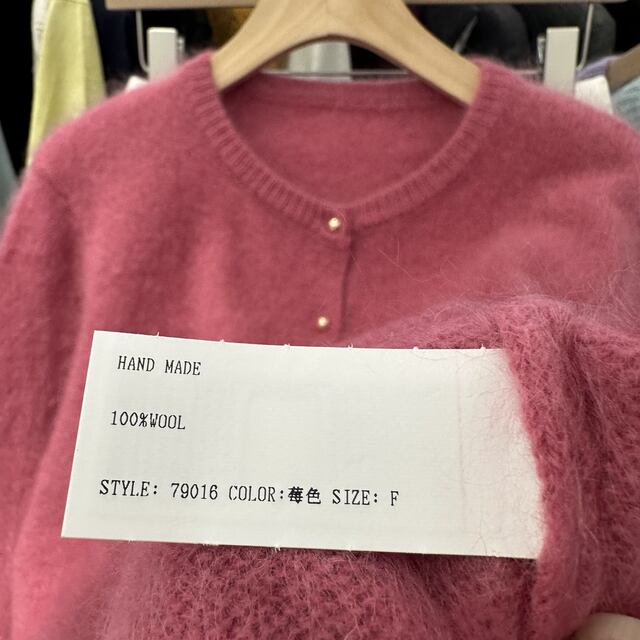 HAND MADE
100%WOOL
STYLE: 79016 COLOR:莓色 SIZE: F